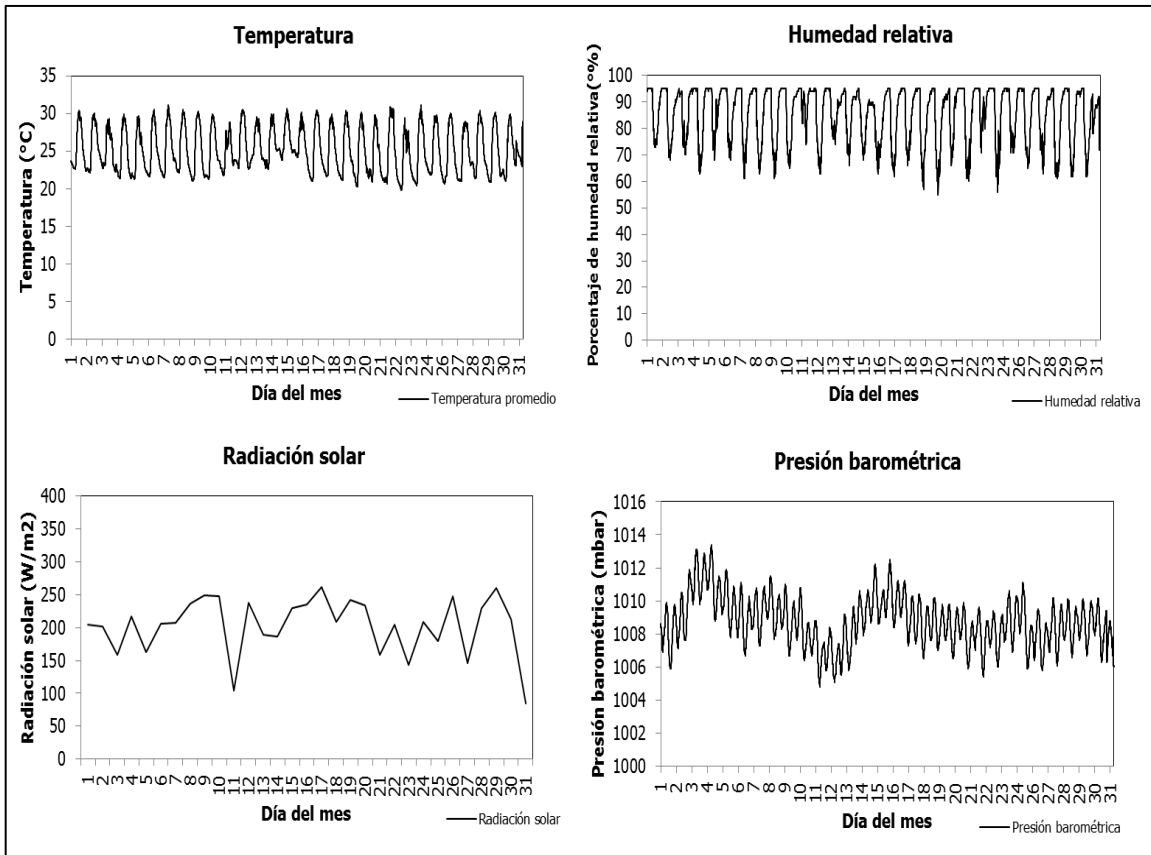 Temperatura
Temperatura (°C)
35
30
25
20
15
10
5
0
1 2 3 4 5 6 7 8 9 10 11 12 13 14 15 16 17 18 19 20 21 22 23 24 26 27 28 29 30 31
Día del mes
Temperatura promedio
Humedad relativa
Porcentaje de humedad relativa(°%)
100
90
80
70
60
50
40
30
20
10
0
1 2 3 4 5 6 7 8 9 10 11 12 13 14 15 16 17 18 19 20 21 22 23 24 25 26 27 28 29 30 31
Día del mes
Humedad relativa
Radiación solar
Radiación solar (W/m2)
400
350
300
250
200
150
100
50
0
1 2 3 4 5 6 7 8 9 10 11 12 13 14 15 16 17 18 19 20 21 22 23 24 25 26 27 28 29 30 31
Día del mes
Radiación solar
Presión barométrica
Presión barométrica (mbar)
1016
1014
1012
1010
1008
1006
1004
1002
1000
1 2 3 4 5 6 7 8 9 10 11 12 13 15 16 17 18 19 20 21 22 23 24 25 26 27 28 29 30 31
Día del mes
Presión barométrica